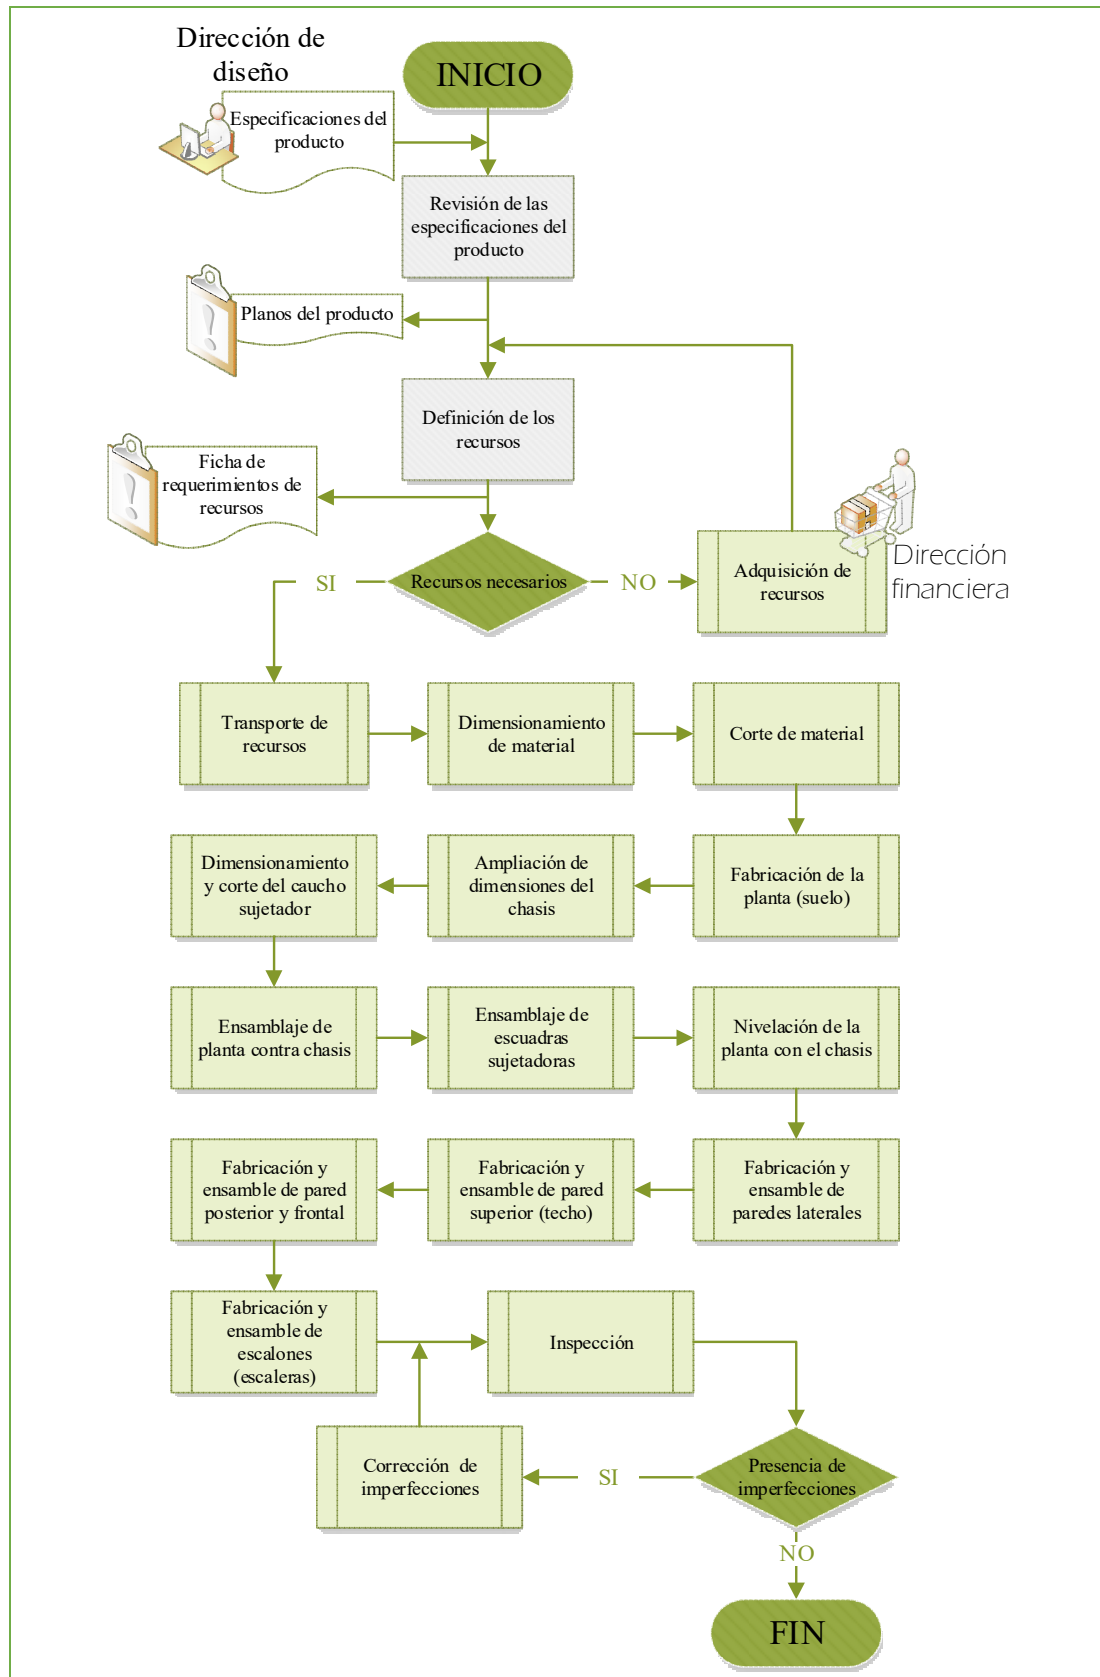 Dirección de
diseño
INICIO
Especificaciones del
producto
Revisión de las
especificaciones del
producto
Planos del producto
Definición de los
recursos
Ficha de
requerimientos de
recursos
SI
Recursos necesarios
NO
Adquisición de
recursos
Dirección
financiera
Transporte de
recursos
Dimensionamiento
de material
Corte de material
Dimensionamiento
y corte del caucho
sujetador
Ampliación de
dimensiones del
chasis
Fabricación de la
planta (suelo)
Ensamblaje de
planta contra chasis
Ensamblaje de
escuadras
sujetadoras
Nivelación de la
planta con el chasis
Fabricación y
ensamble de pared
posterior y frontal
Fabricación y
ensamble de pared
superior (techo)
Fabricación y
ensamble de
paredes laterales
Fabricación y
ensamble de
escalones
(escaleras)
Inspección
Corrección de
imperfecciones
SI
Presencia de
imperfecciones
NO
FIN